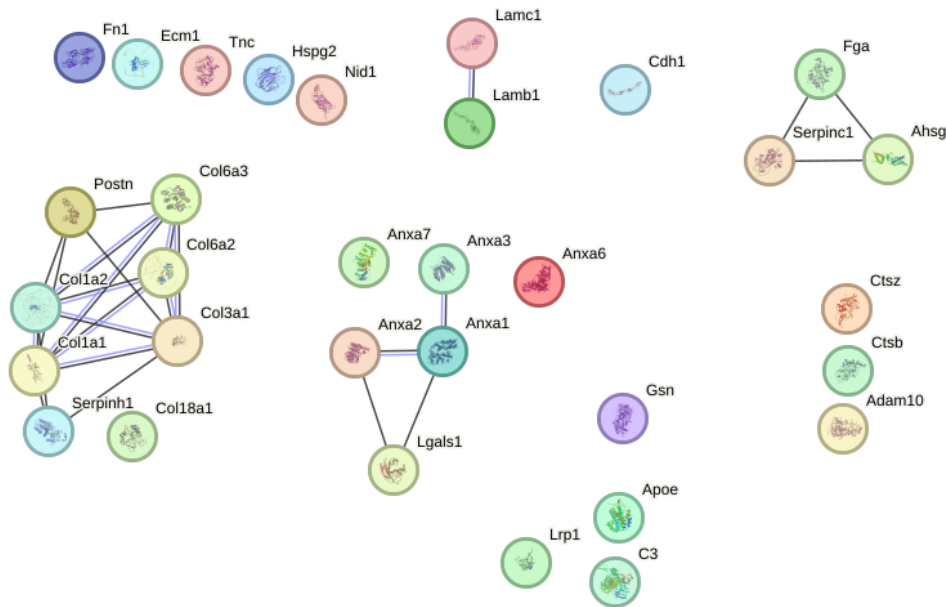 Fn1
Ecm1
Tnc
Hspg2
Nid1
Lamc1
Lamb1
Cdh1
Fga
Serpinc1
Ahsg
Postn
Col6a3
Col6a2
Col1a2
Col3a1
Col1a1
Serpinh1
Col18a1
Anxa7
Anxa3
Anxa6
Anxa2
Anxa1
Lgals1
Ctsz
Ctsb
Adam10
Gsn
Apoe
Lrp1
C3